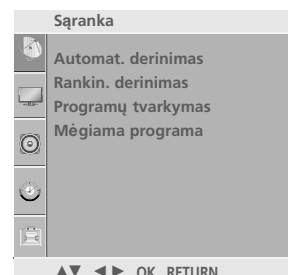 Sąranka
Automat. derinimas
Rankin. derinimas
Programų tvarkymas
Mėgiama programa
▲▼ ◄► OK RETURN